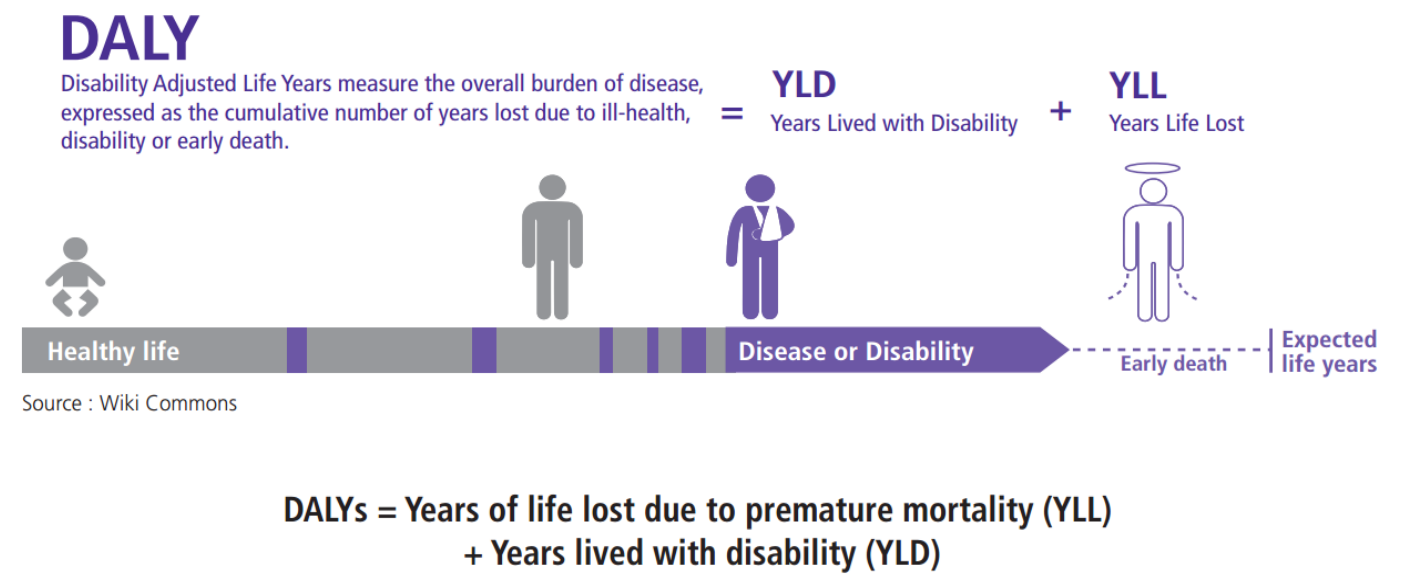 DALY
Disability Adjusted Life Years measure the overall burden of disease,
expressed as the cumulative number of years lost due to ill-health,
disability or early death.
=
YLD
Years Lived with Disability
+
YLL
Years Life Lost
Healthy life
Disease or Disability
Early death
Expected
life years
Source : Wiki Commons
DALYs = Years of life lost due to premature mortality (YLL)
+ Years lived with disability (YLD)